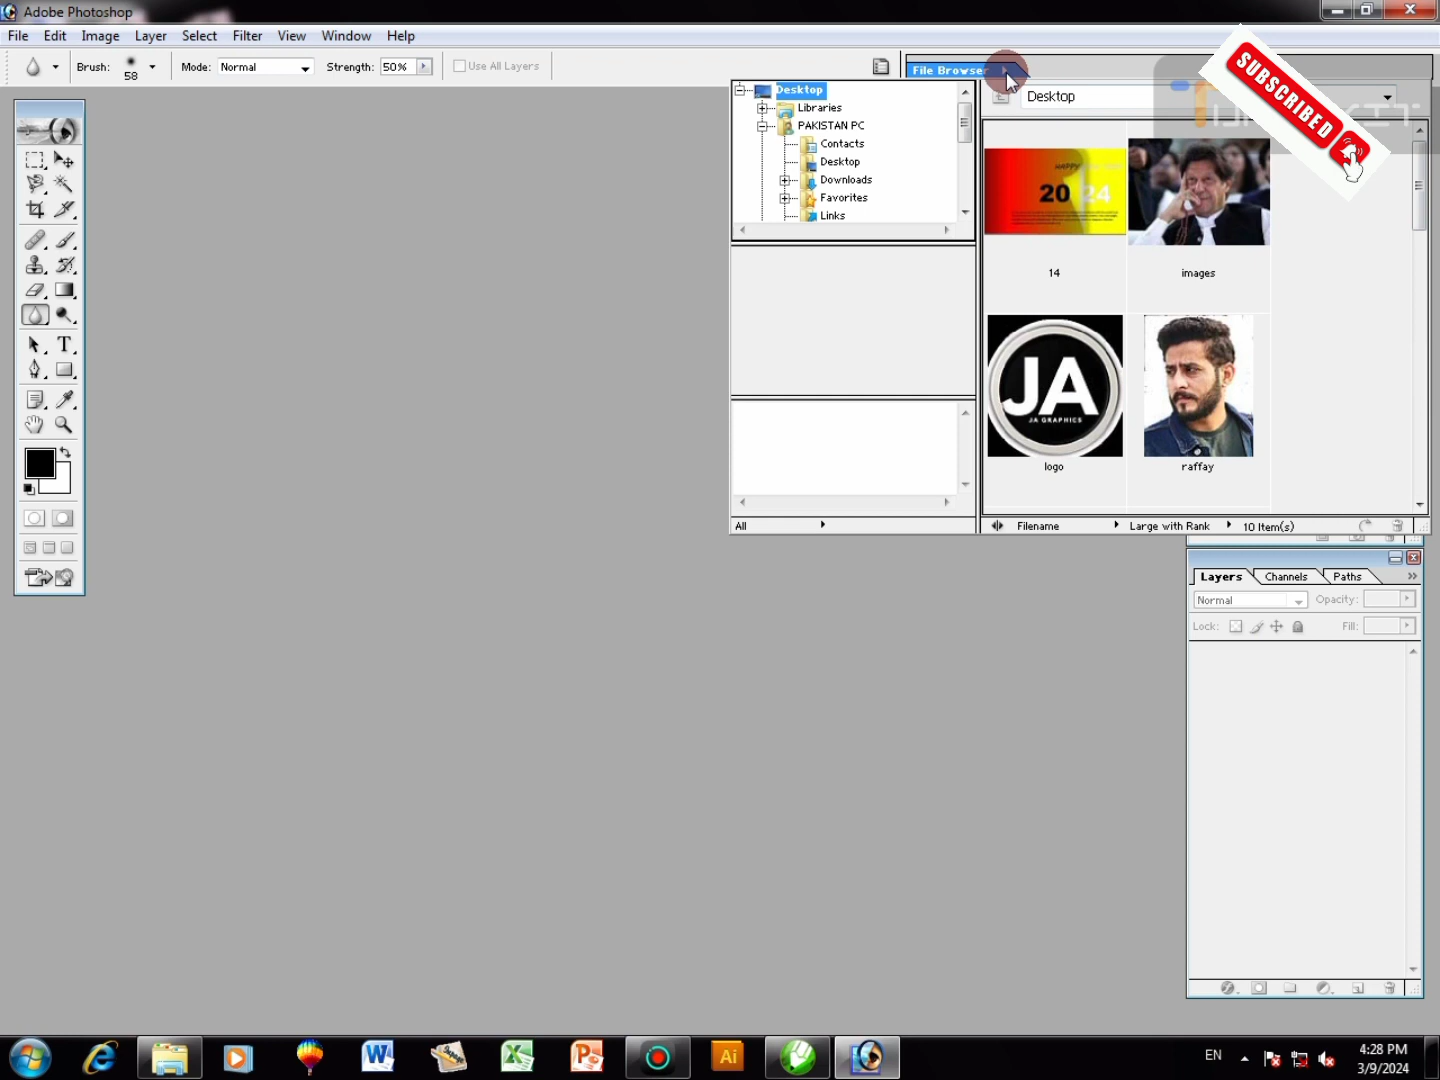 Adobe Photoshop
File Edit Image Layer Select Filter View Window Help
Brush: 58 Mode: Normal Strength: 50% Use All Layers
File Browser
Desktop
Desktop
Libraries
PAKISTAN PC
Contacts
Desktop
Downloads
Favorites
Links
SUBSCRIBED
HAPPY
20 24
14
images
JA
JA GRAPHICS
logo
raffay
All
Filename Large with Rank 10 Item(s)
Layers Channels Paths
Normal Opacity:
Lock: Fill:
T
W
X
P
Ai
EN
4:28 PM
3/9/2024